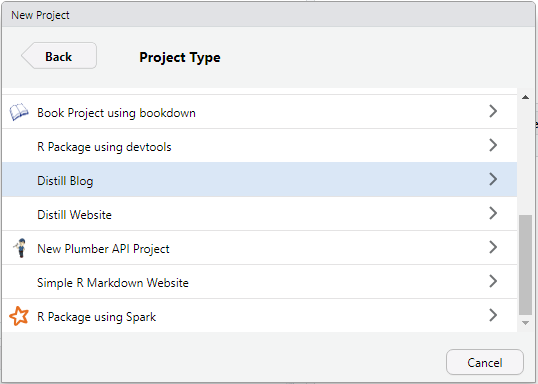 New Project
Back
Project Type
Book Project using bookdown
R Package using devtools
Distill Blog
Distill Website
New Plumber API Project
Simple R Markdown Website
R Package using Spark
Cancel